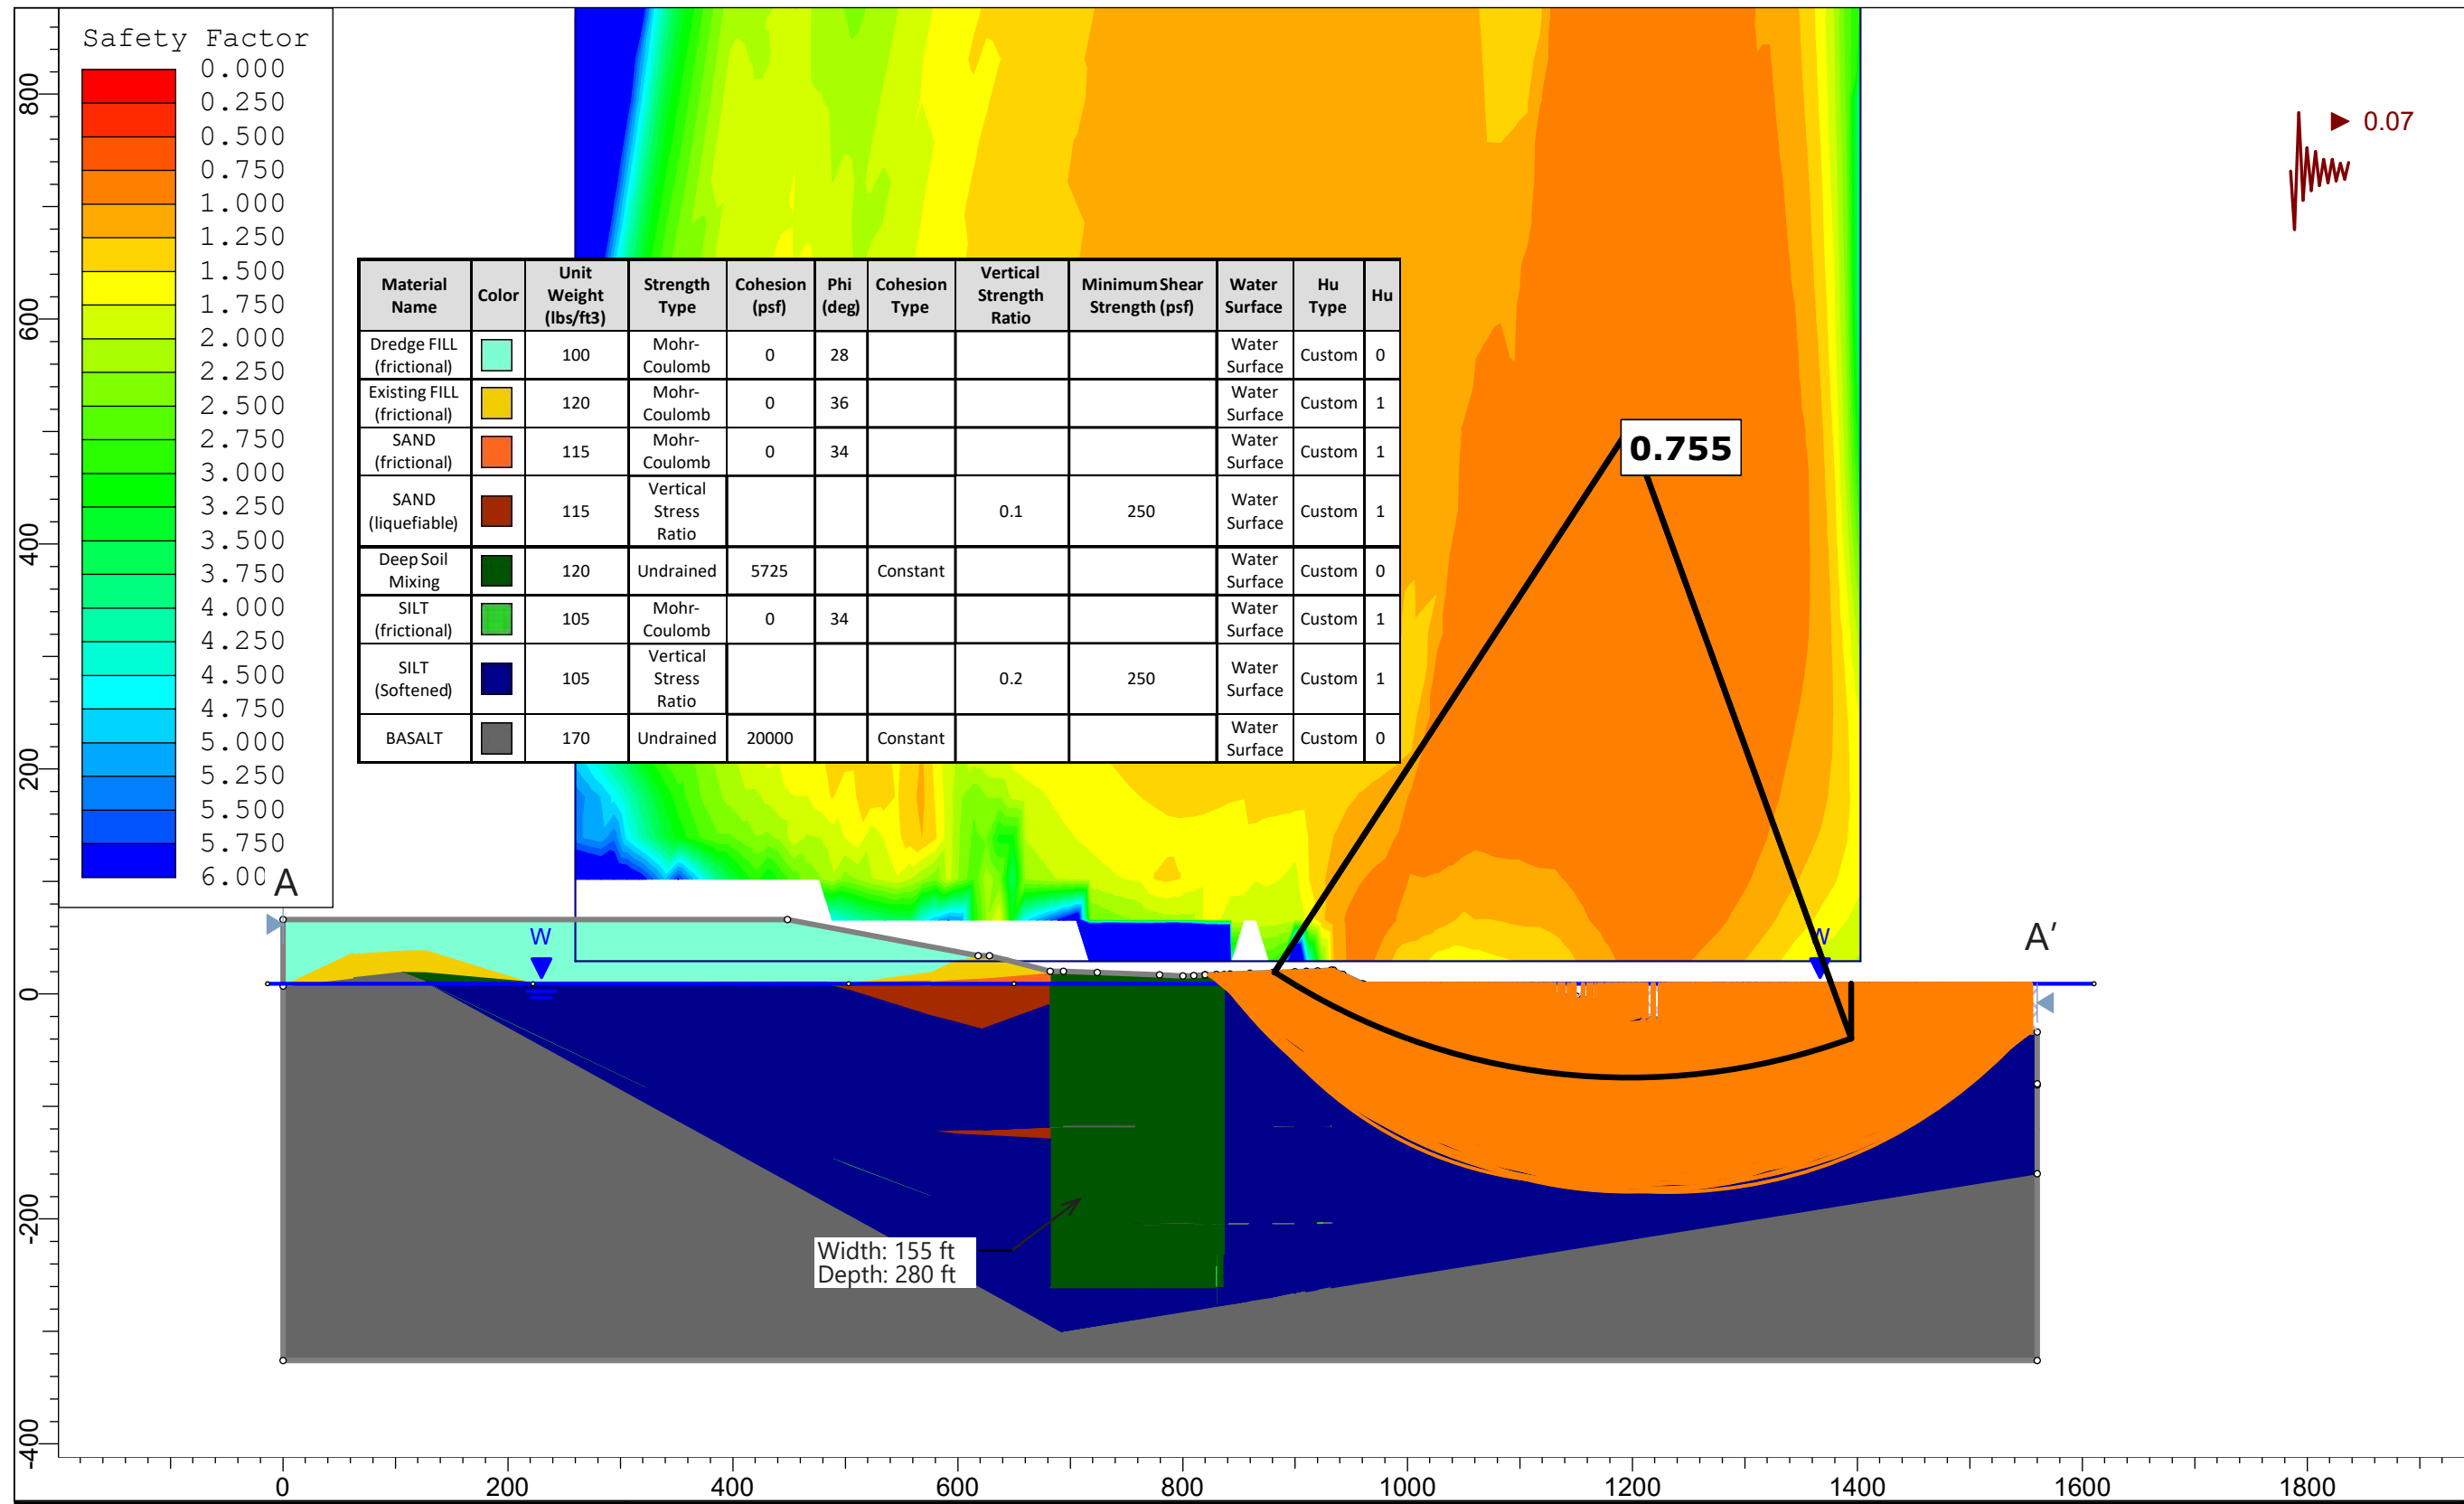 Safety Factor
0.000
0.250
0.500
0.750
1.000
1.250
1.500
1.750
2.000
2.250
2.500
2.750
3.000
3.250
3.500
3.750
4.000
4.250
4.500
4.750
5.000
5.250
5.500
5.750
6.00
A
0.07
Material Name Color Unit Weight (lbs/ft3) Strength Type Cohesion (psf) Phi (deg) Cohesion Type Vertical Strength Ratio Minimum Shear Strength (psf) Water Surface Hu Type Hu
Dredge FILL (frictional) 100 Mohr-Coulomb 0 28 Water Surface Custom 0
Existing FILL (frictional) 120 Mohr-Coulomb 0 36 Water Surface Custom 1
SAND (frictional) 115 Mohr-Coulomb 0 34 Water Surface Custom 1
SAND (liquefiable) 115 Vertical Stress Ratio 0.1 250 Water Surface Custom 1
Deep Soil Mixing 120 Undrained 5725 Constant Water Surface Custom 0
SILT (frictional) 105 Mohr-Coulomb 0 34 Water Surface Custom 1
SILT (Softened) 105 Vertical Stress Ratio 0.2 250 Water Surface Custom 1
BASALT 170 Undrained 20000 Constant Water Surface Custom 0
0.755
W
W
A'
Width: 155 ft
Depth: 280 ft
800
600
400
200
0
-200
-400
0 200 400 600 800 1000 1200 1400 1600 1800